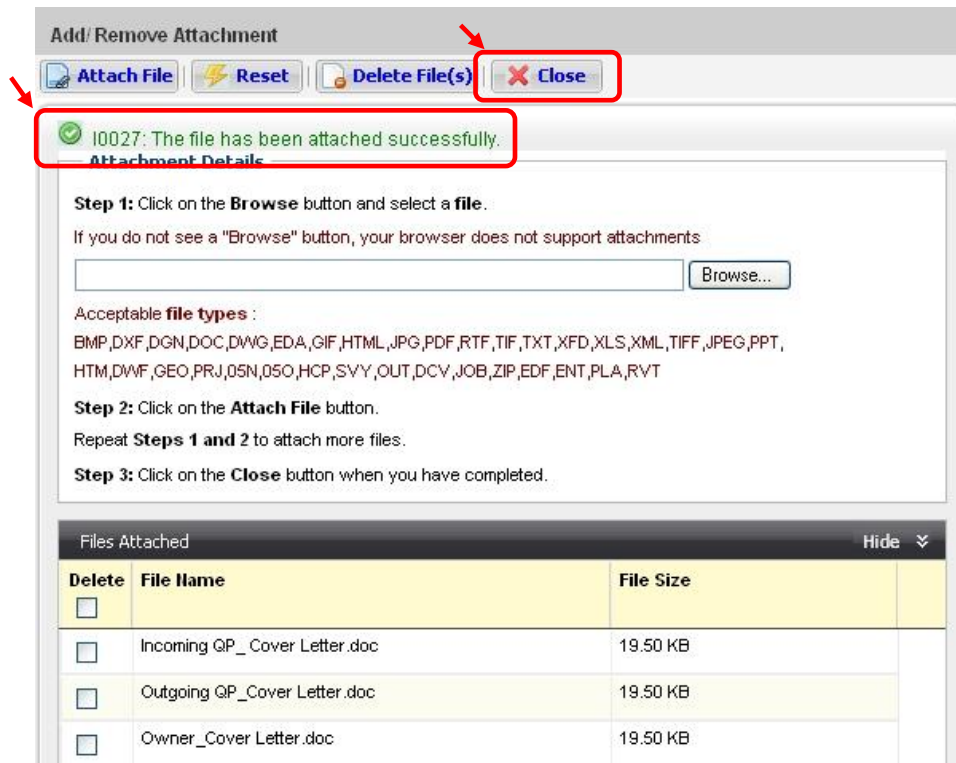 Add/Remove Attachment
Attach File Reset Delete File(s) Close
I0027: The file has been attached successfully.
Attachment Details
Step 1: Click on the Browse button and select a file.
If you do not see a "Browse" button, your browser does not support attachments
Browse...
Acceptable file types :
BMP,DXF,DGN,DOC,DWG,EDA,GIF,HTML,JPG,PDF,RTF,TIF,TXT,XFD,XLS,XML,TIFF,JPEG,PPT,
HTM,DWF,GEO,PRJ,05N,05O,HCP,SVY,OUT,DCV,JOB,ZIP,EDF,ENT,PLA,RVT
Step 2: Click on the Attach File button.
Repeat Steps 1 and 2 to attach more files.
Step 3: Click on the Close button when you have completed.
Files Attached Hide
Delete File Name File Size
Incoming QP_ Cover Letter.doc 19.50 KB
Outgoing QP_Cover Letter.doc 19.50 KB
Owner_Cover Letter.doc 19.50 KB